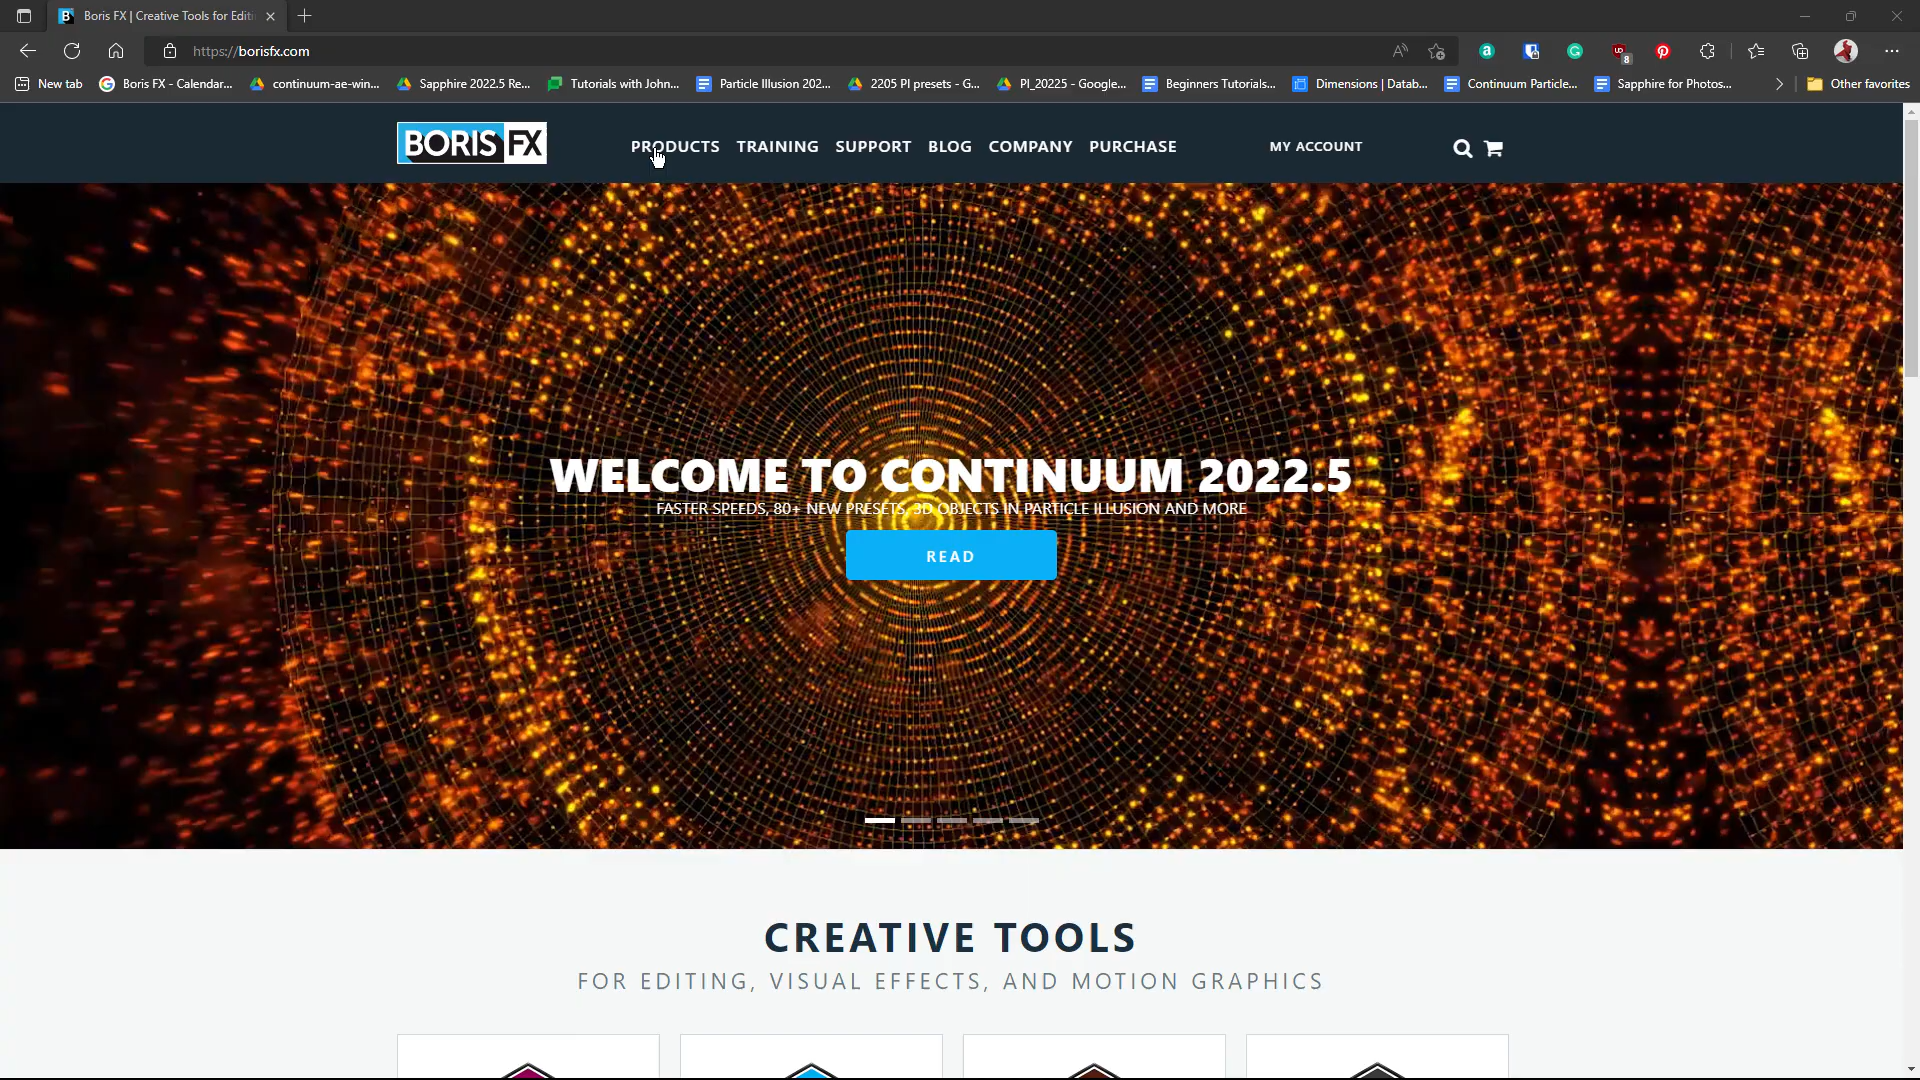 Boris FX | Creative Tools for Edit
https://borisfx.com
8
New tab
Boris FX - Calendar...
continuum-ae-win...
Sapphire 2022.5 Re...
Tutorials with John...
Particle Illusion 202...
2205 PI presets - G...
PI_20225 - Google...
Beginners Tutorials...
Dimensions | Datab...
Continuum Particle...
Sapphire for Photos...
Other favorites
BORIS FX
PRODUCTS
TRAINING
SUPPORT
BLOG
COMPANY
PURCHASE
MY ACCOUNT
WELCOME TO CONTINUUM 2022.5
FASTER SPEEDS, 80+ NEW PRESETS, 3D OBJECTS IN PARTICLE ILLUSION AND MORE
READ
CREATIVE TOOLS
FOR EDITING, VISUAL EFFECTS, AND MOTION GRAPHICS